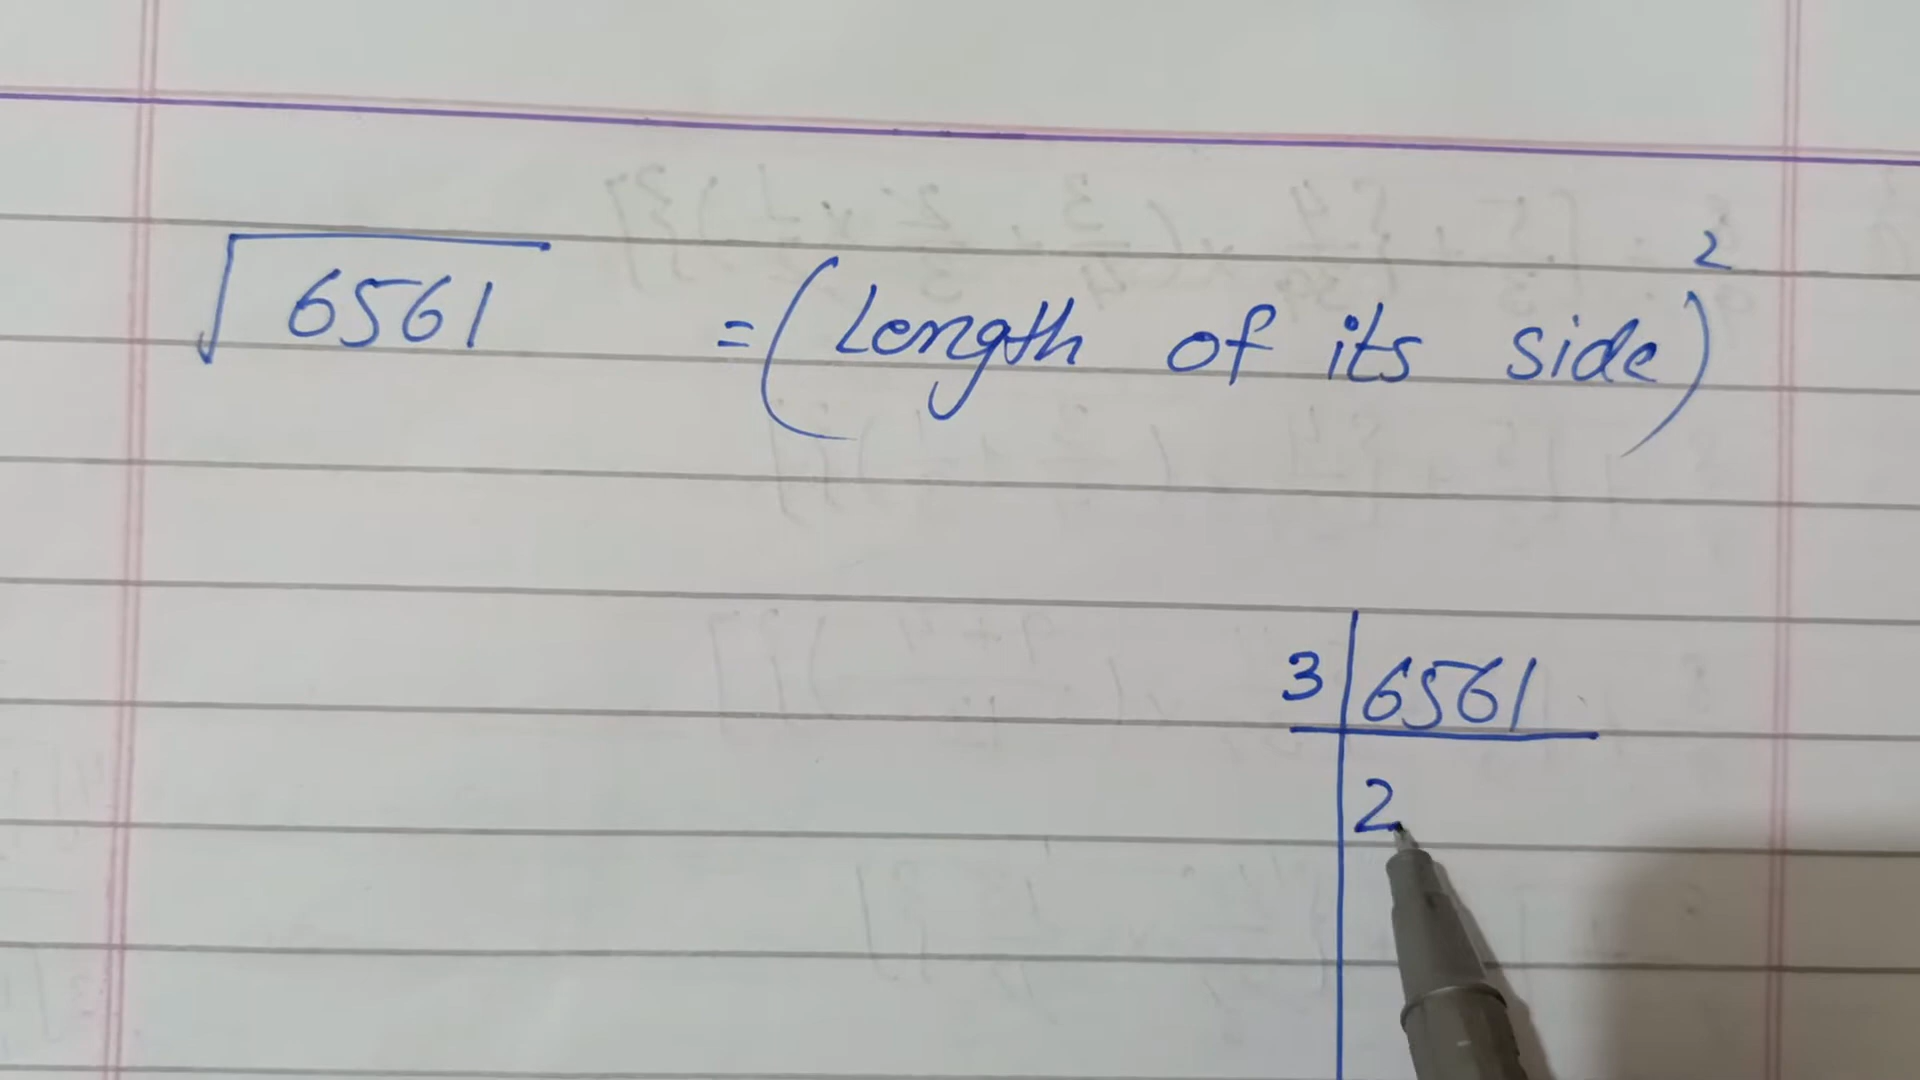 √6561 = (Length of its side)²
3 | 6561
2